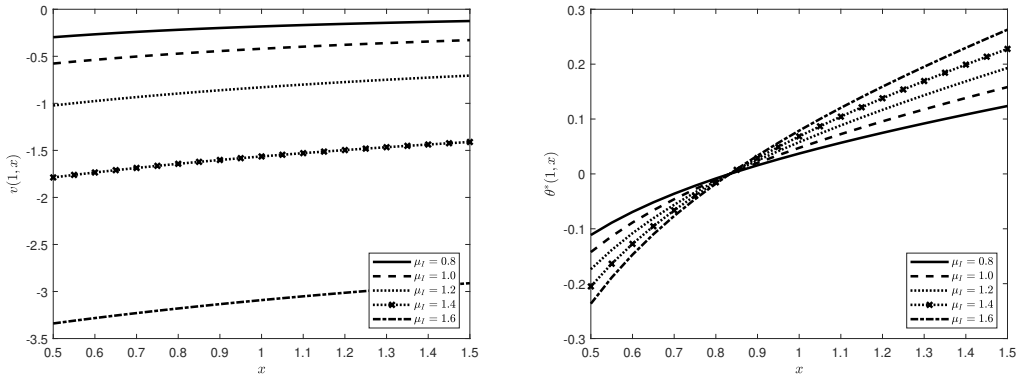 0
-0.5
-1
-1.5
-2
-2.5
-3
-3.5
v(1, x)
0.5 0.6 0.7 0.8 0.9 1 1.1 1.2 1.3 1.4 1.5
x
μ_I = 0.8
μ_I = 1.0
μ_I = 1.2
μ_I = 1.4
μ_I = 1.6
0.3
0.2
0.1
0
-0.1
-0.2
-0.3
θ*(1, x)
0.5 0.6 0.7 0.8 0.9 1 1.1 1.2 1.3 1.4 1.5
x
μ_I = 0.8
μ_I = 1.0
μ_I = 1.2
μ_I = 1.4
μ_I = 1.6